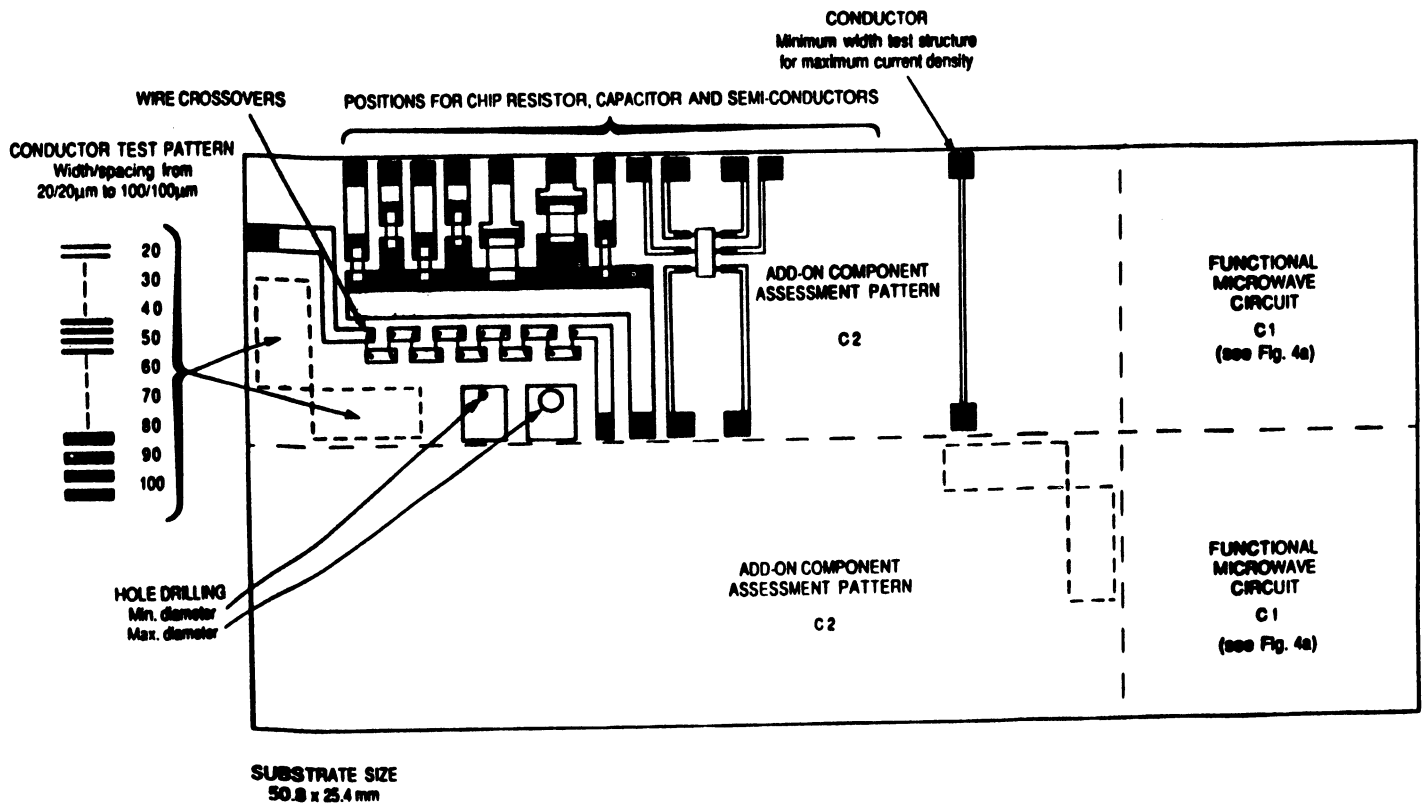 CONDUCTOR
Minimum width test structure
for maximum current density
WIRE CROSSOVERS
POSITIONS FOR CHIP RESISTOR, CAPACITOR AND SEMI-CONDUCTORS
CONDUCTOR TEST PATTERN
Width/spacing from
20/20µm to 100/100µm
20
30
40
50
60
70
80
90
100
ADD-ON COMPONENT
ASSESSMENT PATTERN
C2
FUNCTIONAL
MICROWAVE
CIRCUIT
C1
(see Fig. 4a)
HOLE DRILLING
Min. diameter
Max. diameter
ADD-ON COMPONENT
ASSESSMENT PATTERN
C2
FUNCTIONAL
MICROWAVE
CIRCUIT
C1
(see Fig. 4a)
SUBSTRATE SIZE
50.8 x 25.4 mm